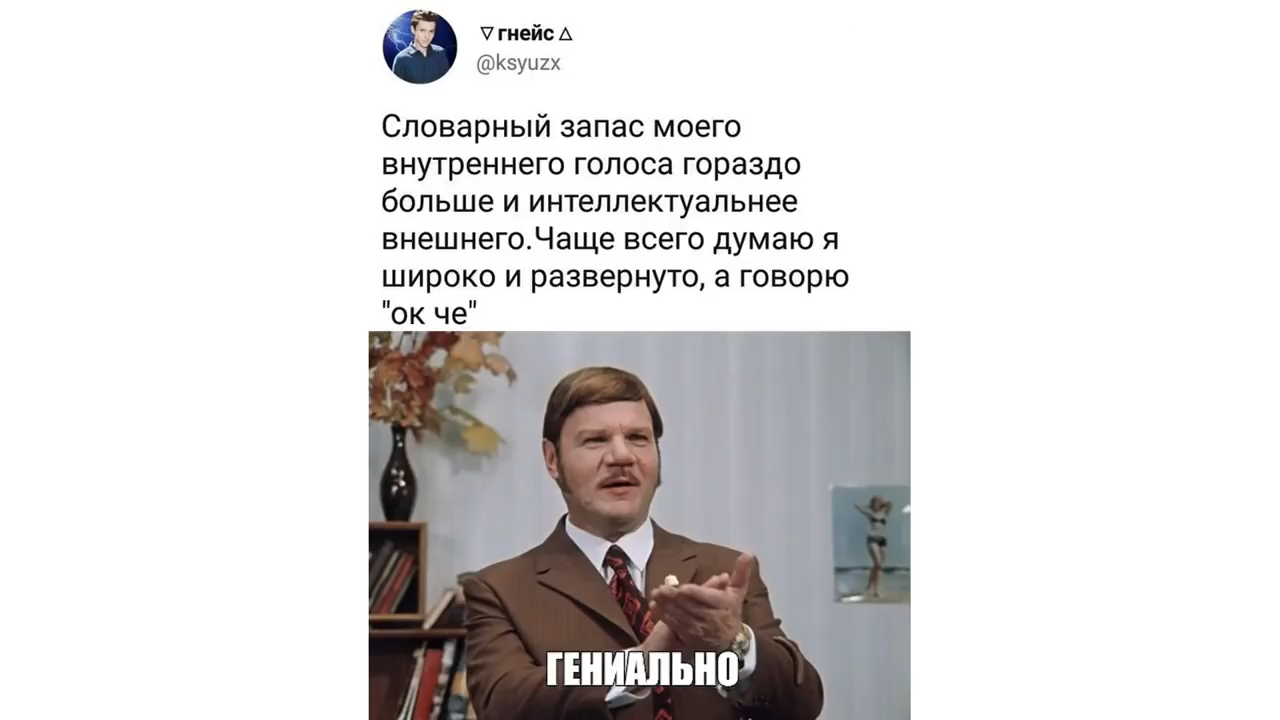 ▽гнейс△
@ksyuzx
Словарный запас моего
внутреннего голоса гораздо
больше и интеллектуальнее
внешнего.Чаще всего думаю я
широко и развернуто, а говорю
"ок че"
ГЕНИАЛЬНО